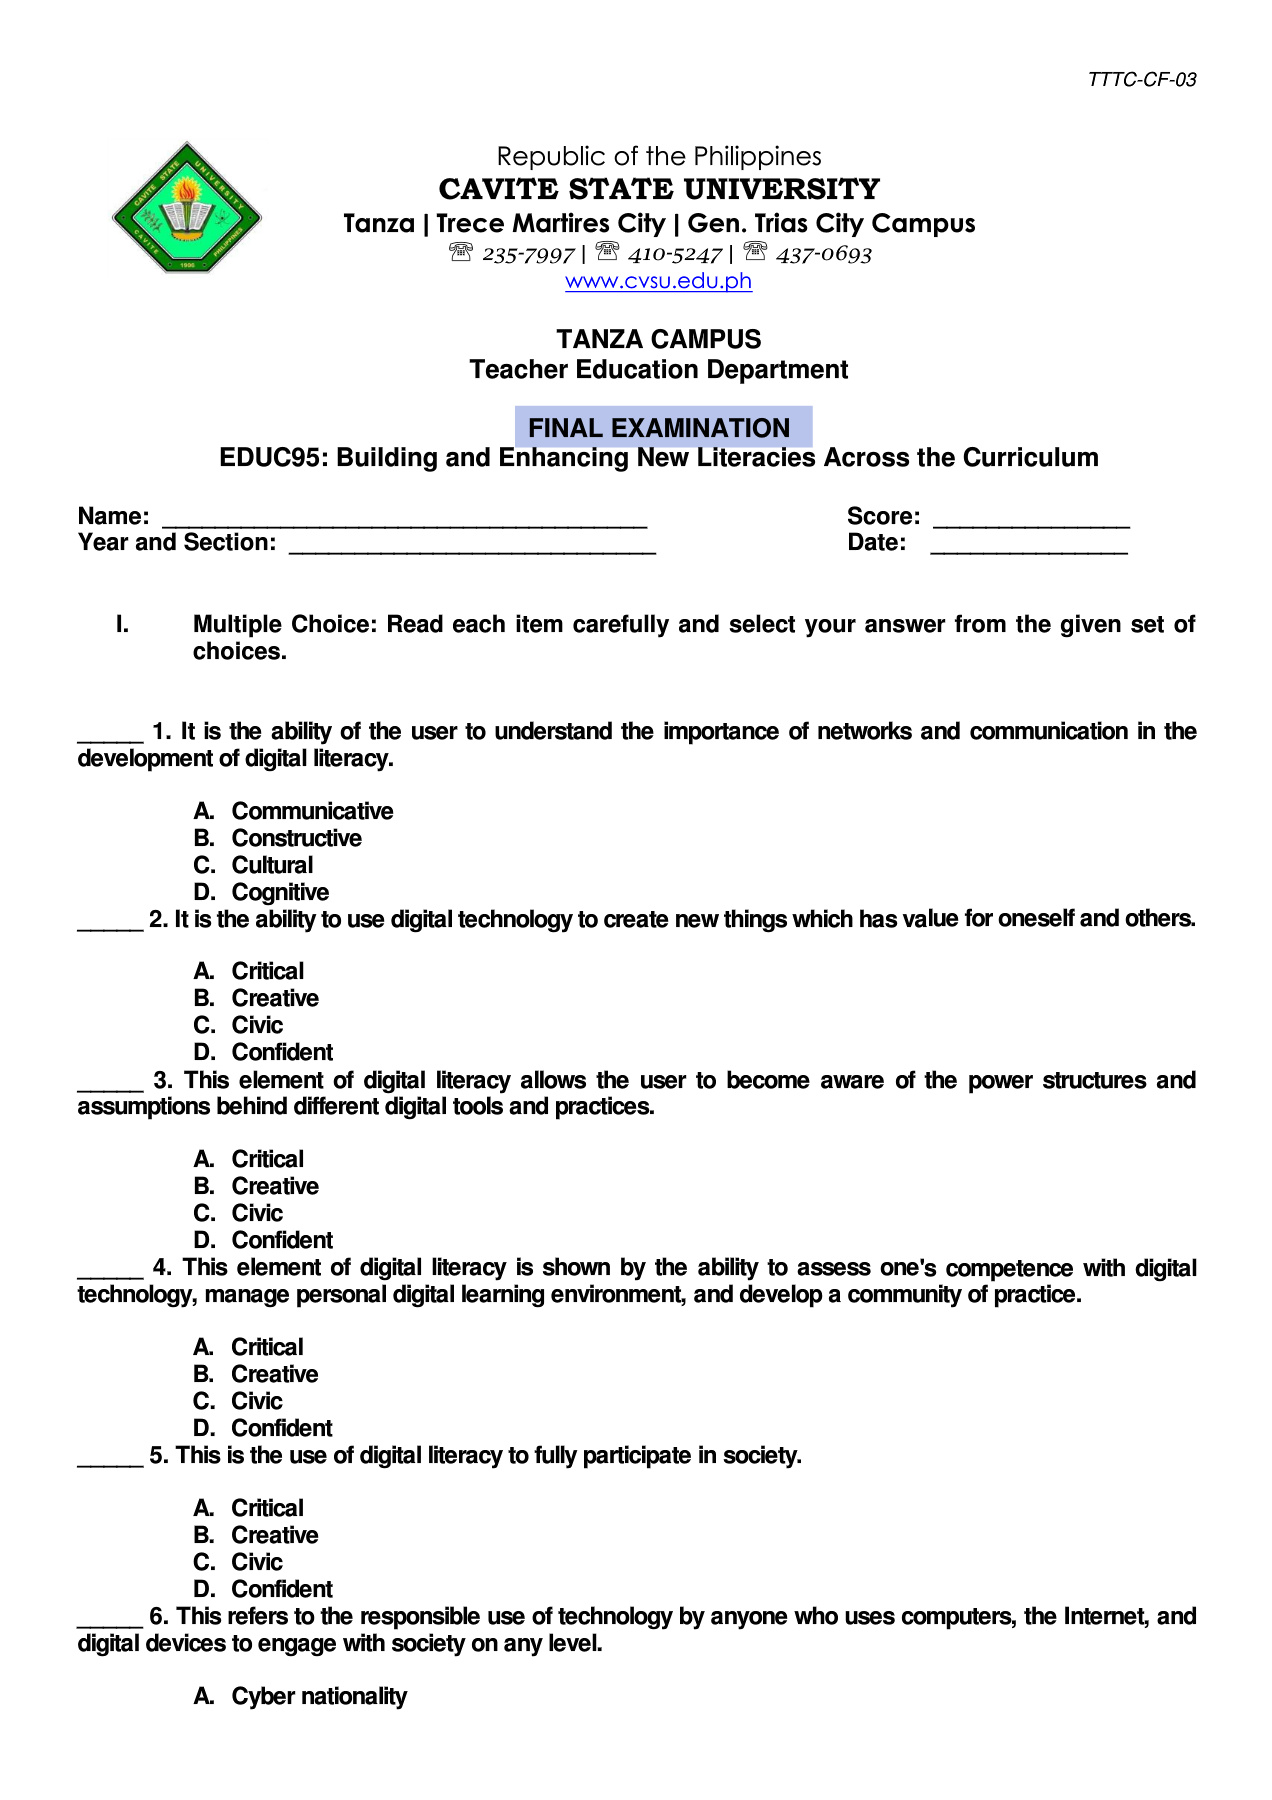 TTTC-CF-03
CAVITE STATE UNIVERSITY
CAVITE PHILIPPINES
1906
Republic of the Philippines
CAVITE STATE UNIVERSITY
Tanza | Trece Martires City | Gen. Trias City Campus
☏ 235-7997 | ☏ 410-5247 | ☏ 437-0693
www.cvsu.edu.ph
TANZA CAMPUS
Teacher Education Department
FINAL EXAMINATION
EDUC95: Building and Enhancing New Literacies Across the Curriculum
Name: _____ Score: _____
Year and Section: _____ Date: _____
I. Multiple Choice: Read each item carefully and select your answer from the given set of
choices.
_____ 1. It is the ability of the user to understand the importance of networks and communication in the
development of digital literacy.
A. Communicative
B. Constructive
C. Cultural
D. Cognitive
_____ 2. It is the ability to use digital technology to create new things which has value for oneself and others.
A. Critical
B. Creative
C. Civic
D. Confident
_____ 3. This element of digital literacy allows the user to become aware of the power structures and
assumptions behind different digital tools and practices.
A. Critical
B. Creative
C. Civic
D. Confident
_____ 4. This element of digital literacy is shown by the ability to assess one's competence with digital
technology, manage personal digital learning environment, and develop a community of practice.
A. Critical
B. Creative
C. Civic
D. Confident
_____ 5. This is the use of digital literacy to fully participate in society.
A. Critical
B. Creative
C. Civic
D. Confident
_____ 6. This refers to the responsible use of technology by anyone who uses computers, the Internet, and
digital devices to engage with society on any level.
A. Cyber nationality